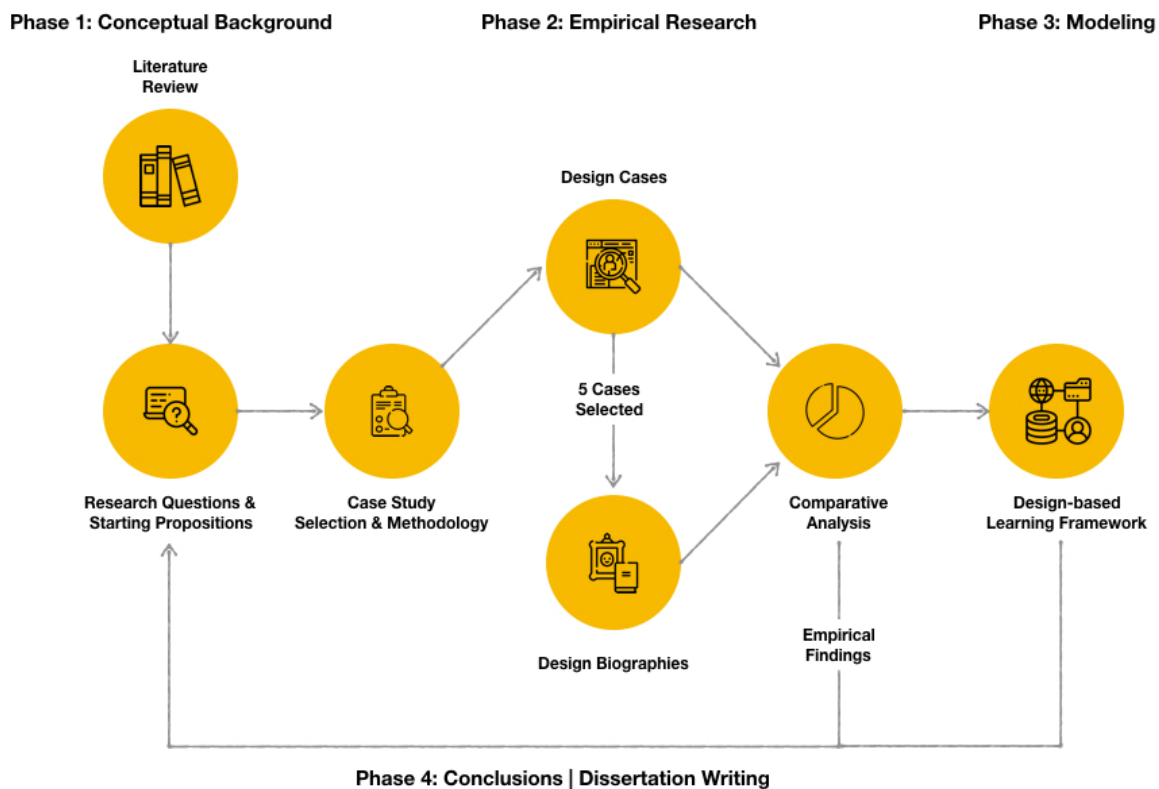 Phase 1: Conceptual Background
Phase 2: Empirical Research
Phase 3: Modeling
Literature
Review
Design Cases
5 Cases
Selected
Research Questions &
Starting Propositions
Case Study
Selection & Methodology
Comparative
Analysis
Design-based
Learning Framework
Design Biographies
Empirical
Findings
Phase 4: Conclusions | Dissertation Writing